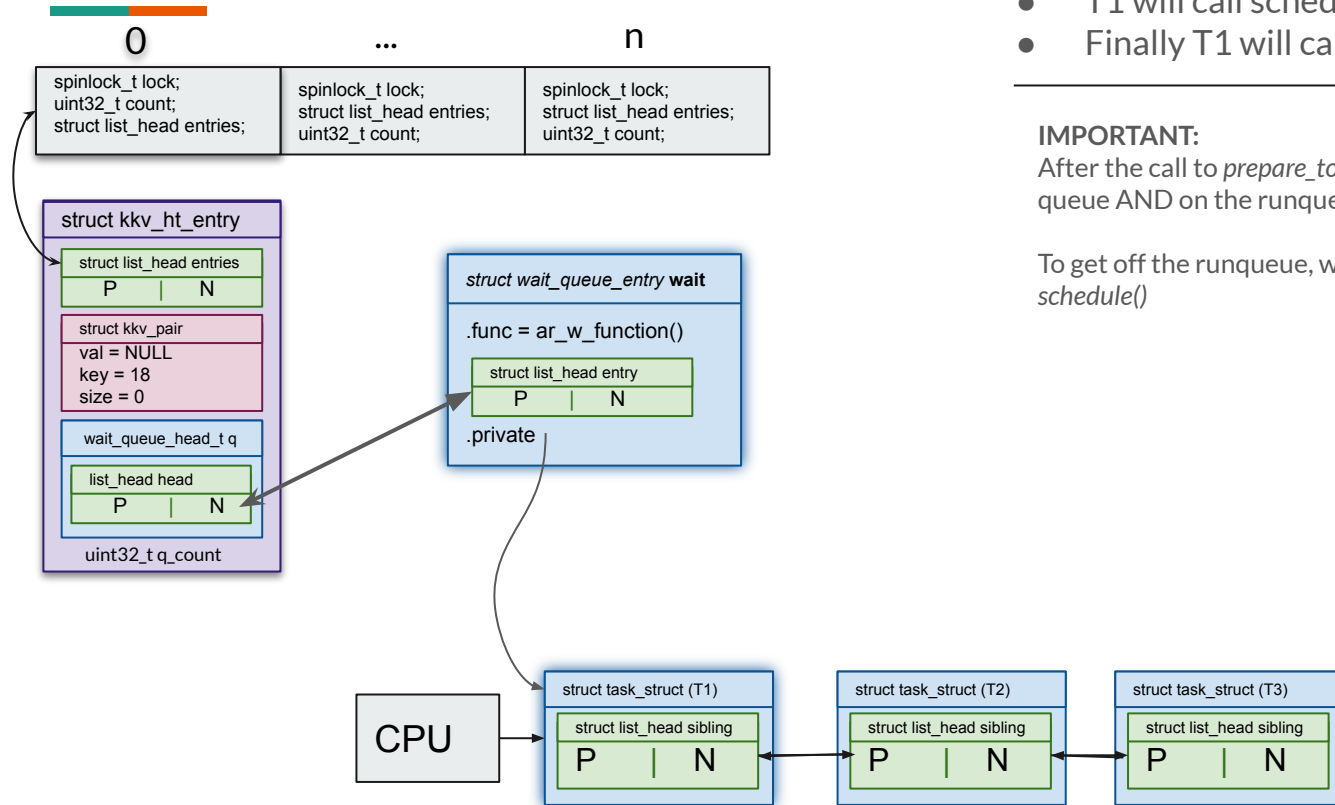 0
...
n
spinlock_t lock;
uint32_t count;
struct list_head entries;
spinlock_t lock;
struct list_head entries;
uint32_t count;
spinlock_t lock;
struct list_head entries;
uint32_t count;
struct kkv_ht_entry
struct list_head entries
P | N
struct kkv_pair
val = NULL
key = 18
size = 0
wait_queue_head_t q
list_head head
P | N
uint32_t q_count
struct wait_queue_entry wait
.func = ar_w_function()
struct list_head entry
P | N
.private
CPU
struct task_struct (T1)
struct list_head sibling
P | N
struct task_struct (T2)
struct list_head sibling
P | N
struct task_struct (T3)
struct list_head sibling
P | N
● T1 will call
● Finally T1 will
IMPORTANT:
After the call to
queue AND on the
To get off the runqueue,
schedule()